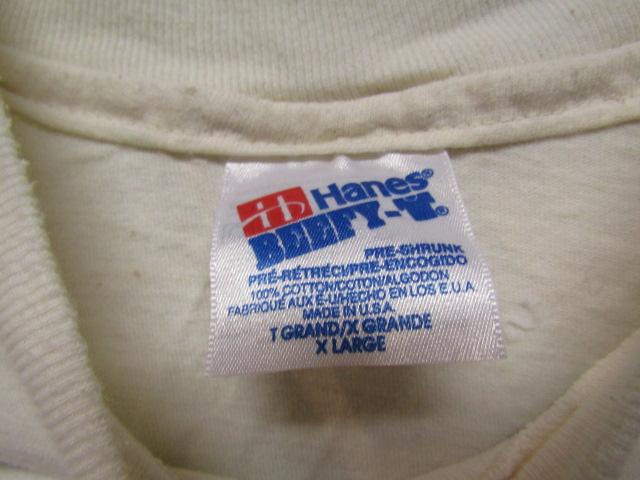 Hanes®
BEEFY-T®
PRE-SHRUNK
PRÉ-RÉTRÉCI/PRE-ENCOGIDO
100% COTTON/COTON/ALGODON
FABRIQUÉ AUX É-U/HECHO EN LOS E.U.A.
MADE IN U.S.A.
T GRAND/X GRANDE
X LARGE